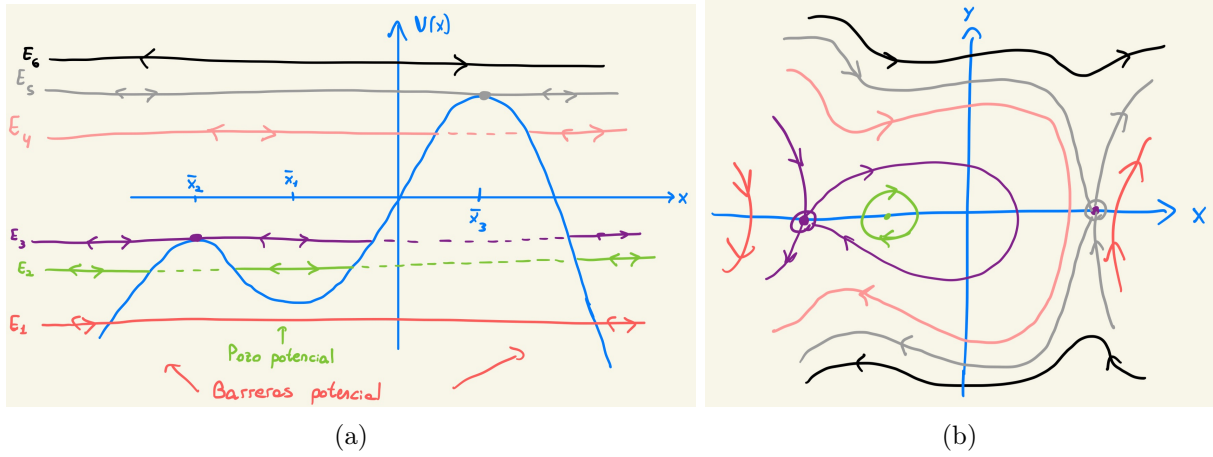 V(x)
E₆
E₅
E₄
x̄₂
x̄₁
x
x̄₃
E₃
E₂
E₁
Pozo potencial
Barreras potencial
(a)
Y
X
(b)